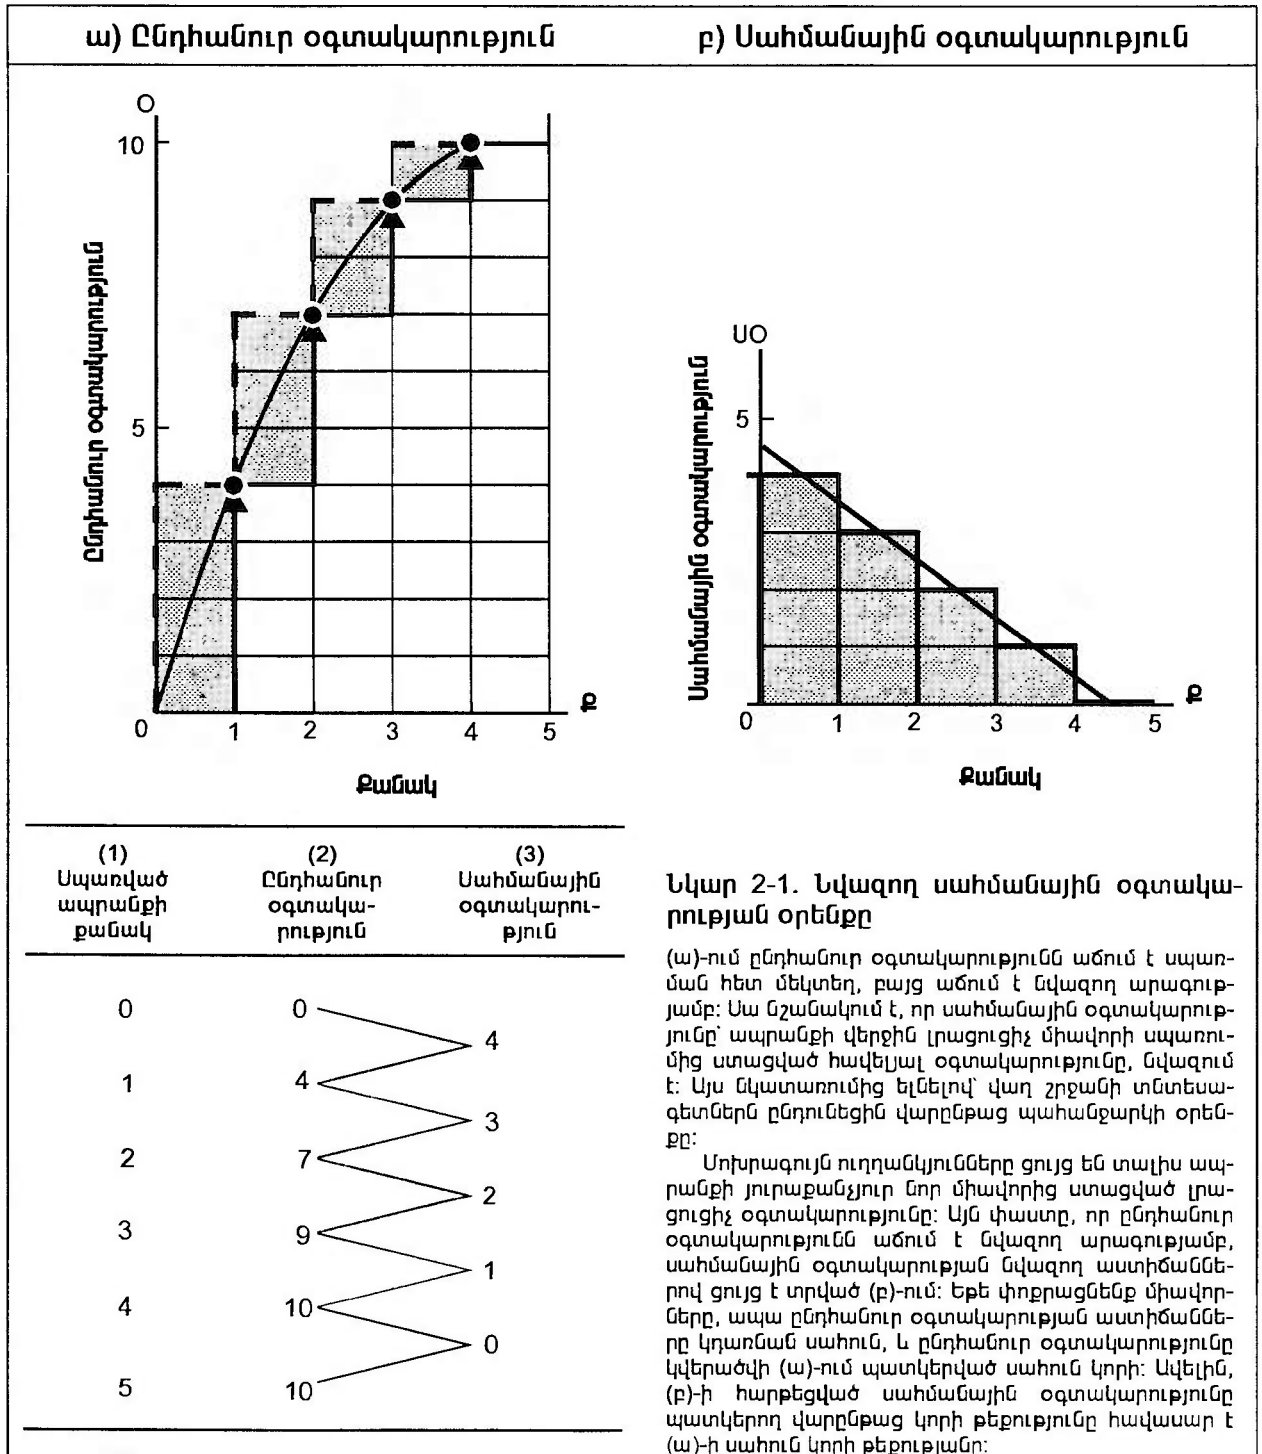 ա) Ընդհանուր օգտակարություն
բ) Սահմանային օգտակարություն
Օ
10
5
Ընդհանուր օգտակարություն
0 1 2 3 4 5
ք
Քանակ
ՍՕ
5
Սահմանային օգտակարություն
0 1 2 3 4 5
ք
Քանակ
(1) (2) (3)
Սպառված Ընդհանուր Սահմանային
ապրանքի օգտակա- օգտակարու-
քանակ րություն թյուն
0 0
4
1 4
3
2 7
2
3 9
1
4 10
0
5 10
Նկար 2-1. Նվազող սահմանային օգտակա-
րության օրենքը
(ա)-ում ընդհանուր օգտակարությունն աճում է սպառ-
ման հետ մեկտեղ, բայց աճում է նվազող արագութ-
յամբ: Սա նշանակում է, որ սահմանային օգտակարութ-
յունը՝ ապրանքի վերջին լրացուցիչ միավորի սպառու-
մից ստացված հավելյալ օգտակարությունը, նվազում
է: Այս նկատառումից ելնելով՝ վաղ շրջանի տնտեսա-
գետներն ընդունեցին վարընթաց պահանջարկի օրեն-
քը:
Մոխրագույն ուղղանկյունները ցույց են տալիս ապ-
րանքի յուրաքանչյուր նոր միավորից ստացված լրա-
ցուցիչ օգտակարությունը: Այն փաստը, որ ընդհանուր
օգտակարությունն աճում է նվազող արագությամբ,
սահմանային օգտակարության նվազող աստիճաննե-
րով ցույց է տրված (բ)-ում: Եթե փոքրացնենք միավոր-
ները, ապա ընդհանուր օգտակարության աստիճաննե-
րը կդառնան սահուն, և ընդհանուր օգտակարությունը
կվերածվի (ա)-ում պատկերված սահուն կորի: Ավելին,
(բ)-ի հարթեցված սահմանային օգտակարությունը
պատկերող վարընթաց կորի թեքությունը հավասար է
(ա)-ի սահուն կորի թեքությանը: